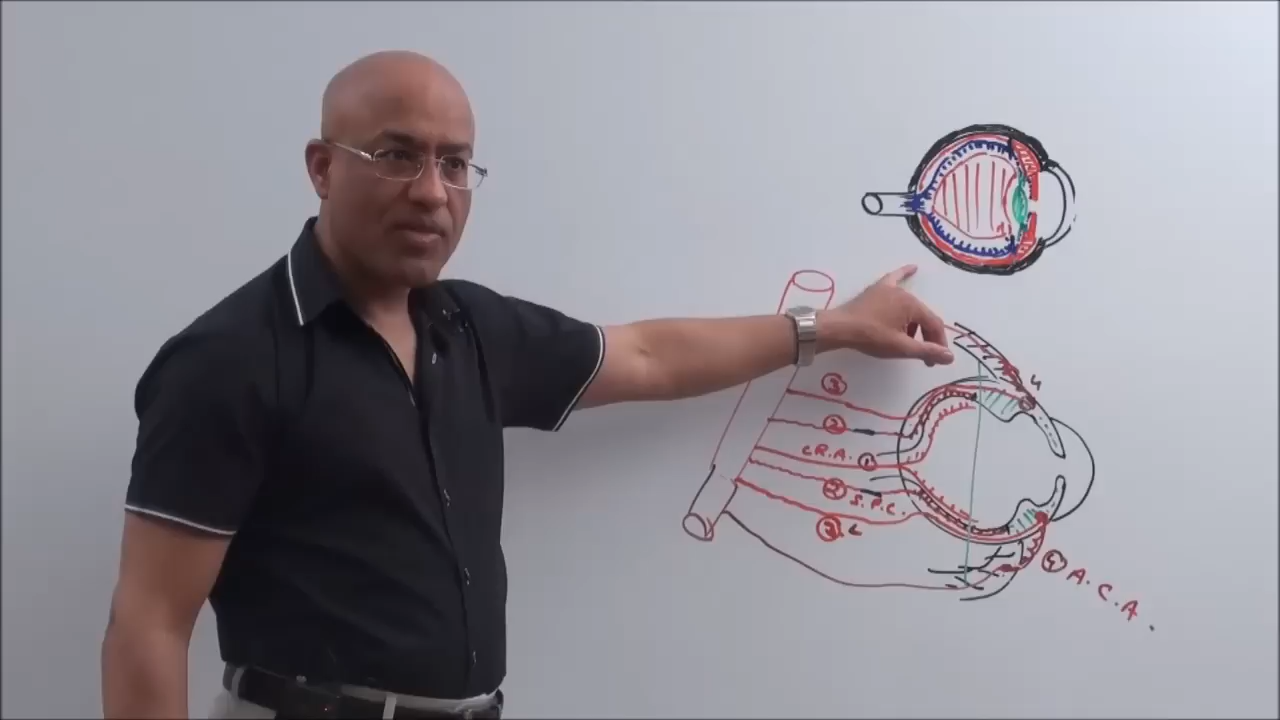 4
③
②
C.R.A. ①
②
S.P.C.
③ L
④ A.C.A.